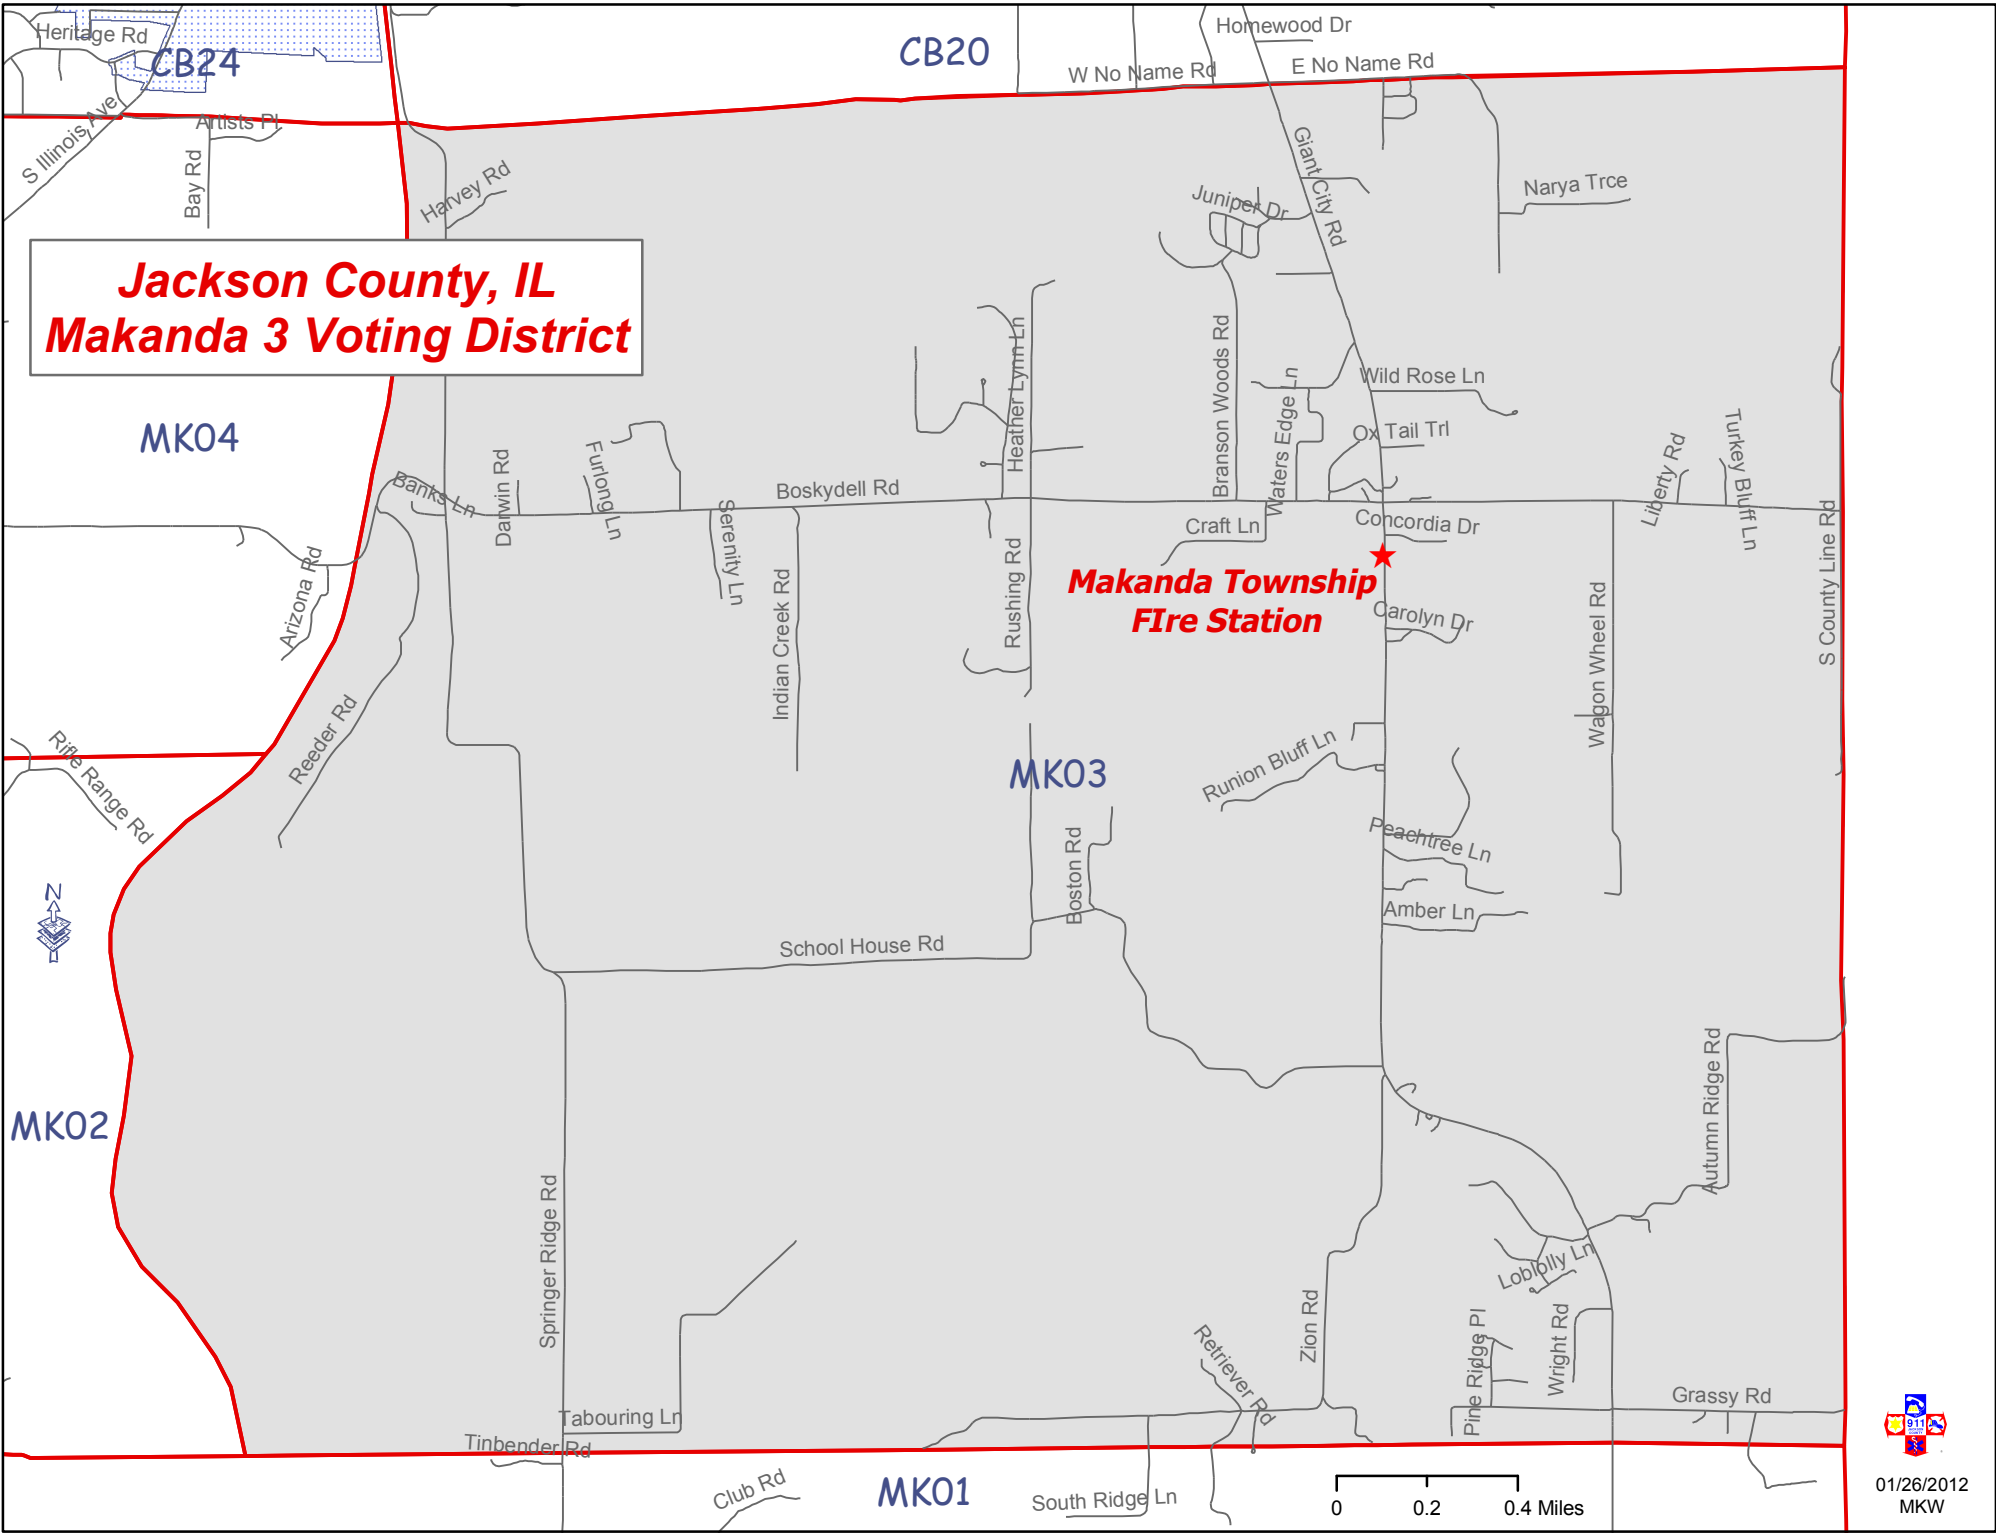 Heritage Rd
CB24
CB20
Homewood Dr
W No Name Rd
E No Name Rd
S Illinois Ave
Artists Pl
Bay Rd
Harvey Rd
Giant City Rd
Juniper Dr
Narya Trce
Jackson County, IL
Makanda 3 Voting District
MK04
Heather Lynn Ln
Branson Woods Rd
Waters Edge Ln
Wild Rose Ln
Ox Tail Trl
Liberty Rd
Turkey Bluff Ln
Banks Ln
Darwin Rd
Furlong Ln
Serenity Ln
Boskydell Rd
Craft Ln
Concordia Dr
S County Line Rd
Arizona Rd
Indian Creek Rd
Rushing Rd
Makanda Township
FIre Station
Carolyn Dr
Wagon Wheel Rd
Reeder Rd
Rifle Range Rd
MK03
Runion Bluff Ln
Peachtree Ln
Boston Rd
Amber Ln
N
School House Rd
MK02
Autumn Ridge Rd
Springer Ridge Rd
Loblolly Ln
Zion Rd
Retriever Rd
Pine Ridge Pl
Wright Rd
Grassy Rd
Tabouring Ln
Tinbender Rd
Club Rd
MK01
South Ridge Ln
0 0.2 0.4 Miles
911
01/26/2012
MKW